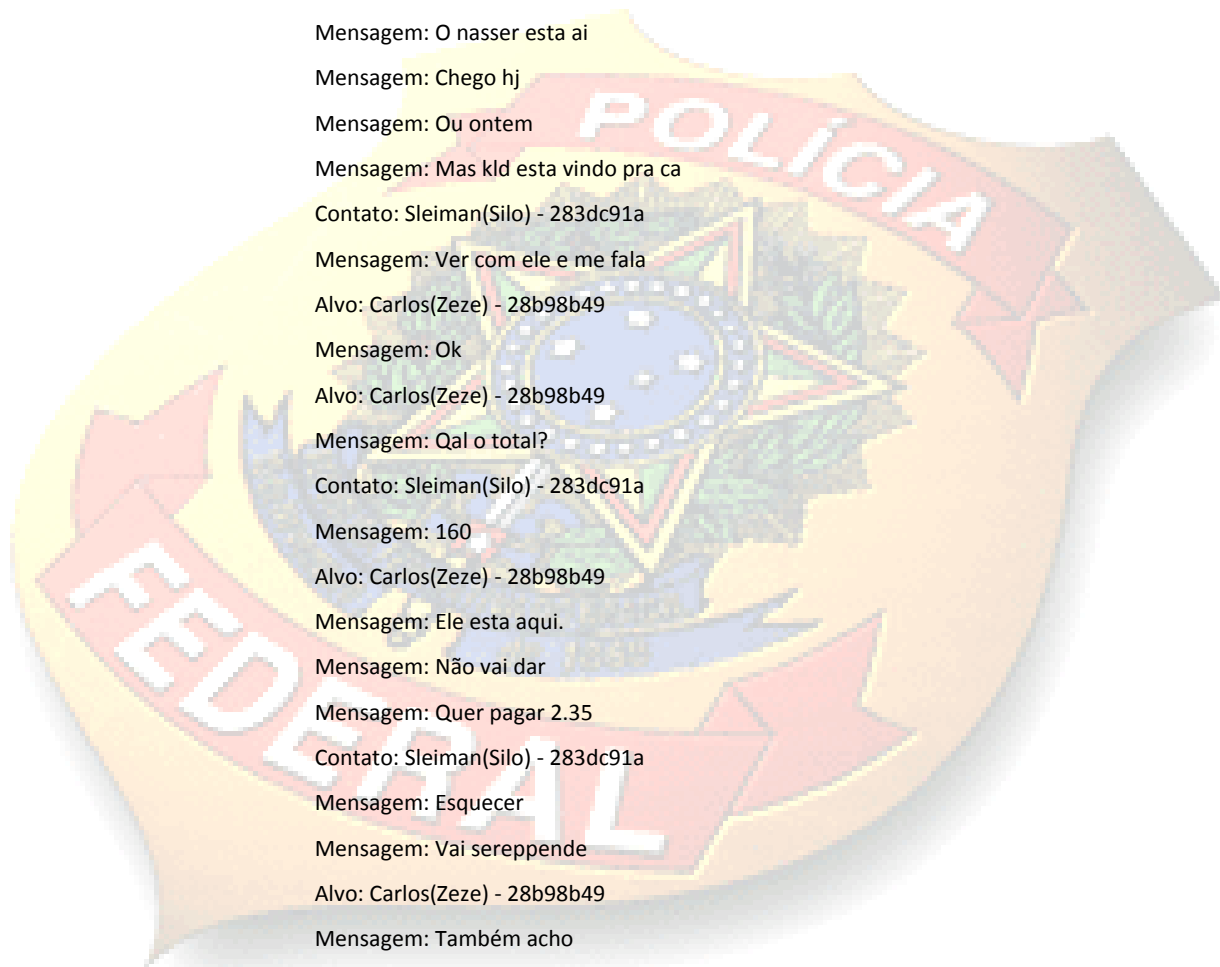 Mensagem: O nasser esta ai
Mensagem: Chego hj
Mensagem: Ou ontem
Mensagem: Mas kld esta vindo pra ca
Contato: Sleiman(Silo) - 283dc91a
Mensagem: Ver com ele e me fala
Alvo: Carlos(Zeze) - 28b98b49
Mensagem: Ok
Alvo: Carlos(Zeze) - 28b98b49
Mensagem: Qal o total?
Contato: Sleiman(Silo) - 283dc91a
Mensagem: 160
Alvo: Carlos(Zeze) - 28b98b49
Mensagem: Ele esta aqui.
Mensagem: Não vai dar
Mensagem: Quer pagar 2.35
Contato: Sleiman(Silo) - 283dc91a
Mensagem: Esquecer
Mensagem: Vai sereppende
Alvo: Carlos(Zeze) - 28b98b49
Mensagem: Também acho
POLÍCIA
FEDERAL